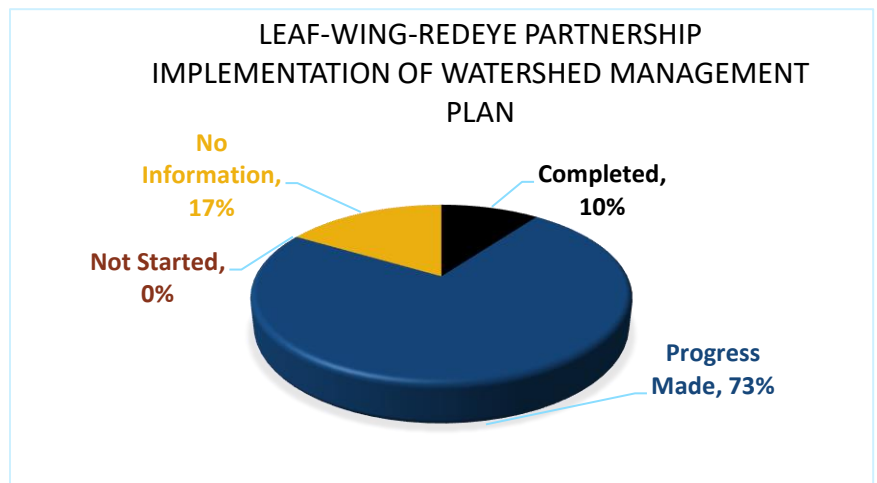 LEAF-WING-REDEYE PARTNERSHIP
IMPLEMENTATION OF WATERSHED MANAGEMENT
PLAN
No
Information,
17%
Completed,
10%
Not Started,
0%
Progress
Made, 73%